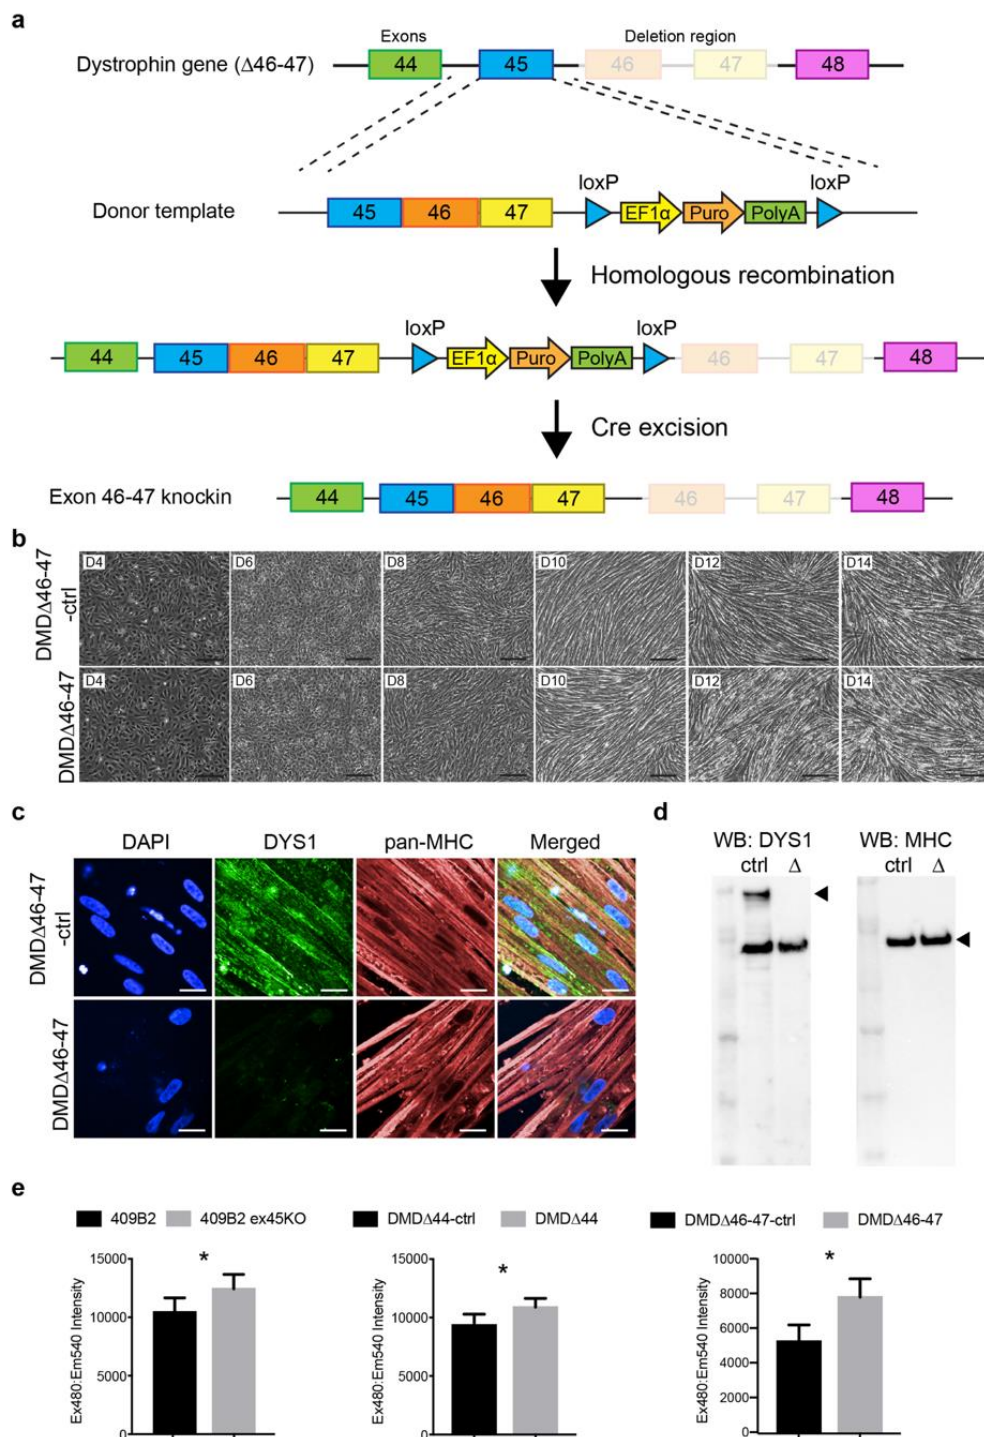 a
Exons
Deletion region
Dystrophin gene (Δ46-47)
44
45
46
47
48
loxP
loxP
Donor template
45
46
47
EF1α
Puro
PolyA
Homologous recombination
loxP
loxP
44
45
46
47
EF1α
Puro
PolyA
46
47
48
Cre excision
Exon 46-47 knockin
44
45
46
47
46
47
48
b
DMDΔ46-47
-ctrl
D4
D6
D8
D10
D12
D14
DMDΔ46-47
D4
D6
D8
D10
D12
D14
c
DAPI
DYS1
pan-MHC
Merged
DMDΔ46-47
-ctrl
DMDΔ46-47
d
WB: DYS1
ctrl Δ
WB: MHC
ctrl Δ
e
409B2
409B2 ex45KO
Ex480:Em540 Intensity
15000
10000
5000
0
*
DMDΔ44-ctrl
DMDΔ44
Ex480:Em540 Intensity
15000
10000
5000
0
*
DMDΔ46-47-ctrl
DMDΔ46-47
Ex480:Em540 Intensity
10000
8000
6000
4000
2000
0
*